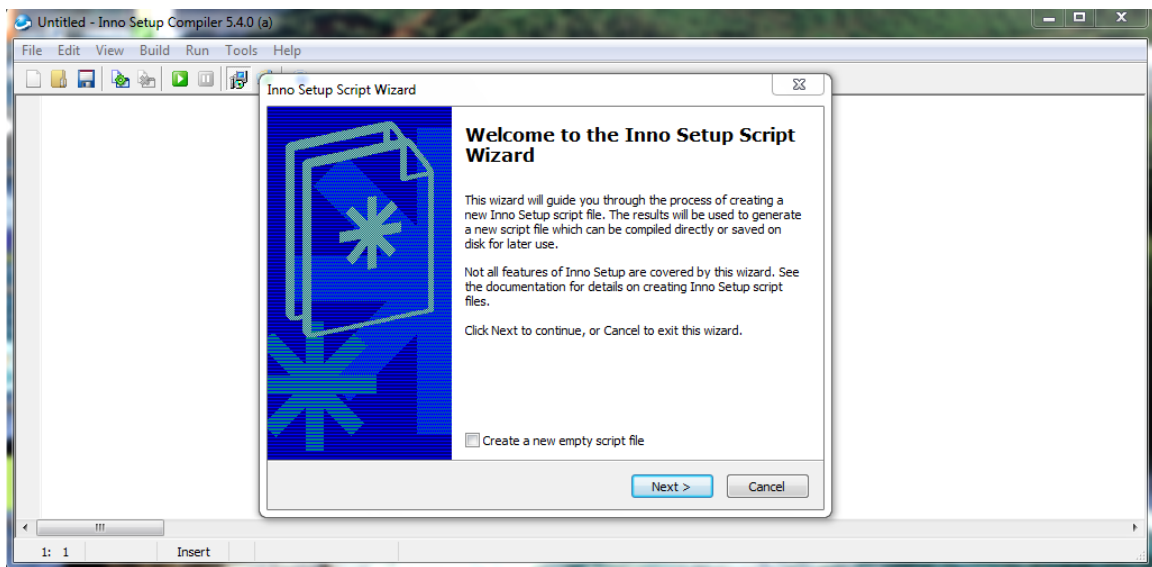 Untitled - Inno Setup Compiler 5.4.0 (a)
File Edit View Build Run Tools Help
Inno Setup Script Wizard
Welcome to the Inno Setup Script
Wizard
This wizard will guide you through the process of creating a
new Inno Setup script file. The results will be used to generate
a new script file which can be compiled directly or saved on
disk for later use.
Not all features of Inno Setup are covered by this wizard. See
the documentation for details on creating Inno Setup script
files.
Click Next to continue, or Cancel to exit this wizard.
Create a new empty script file
Next > Cancel
1: 1 Insert